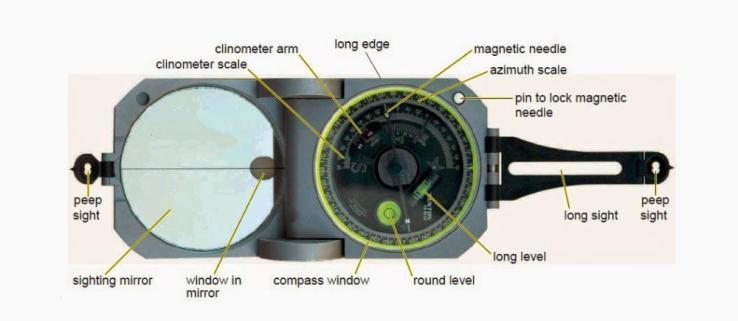 clinometer arm
long edge
magnetic needle
clinometer scale
azimuth scale
pin to lock magnetic
needle
peep
sight
long sight
peep
sight
long level
sighting mirror
window in
mirror
compass window
round level